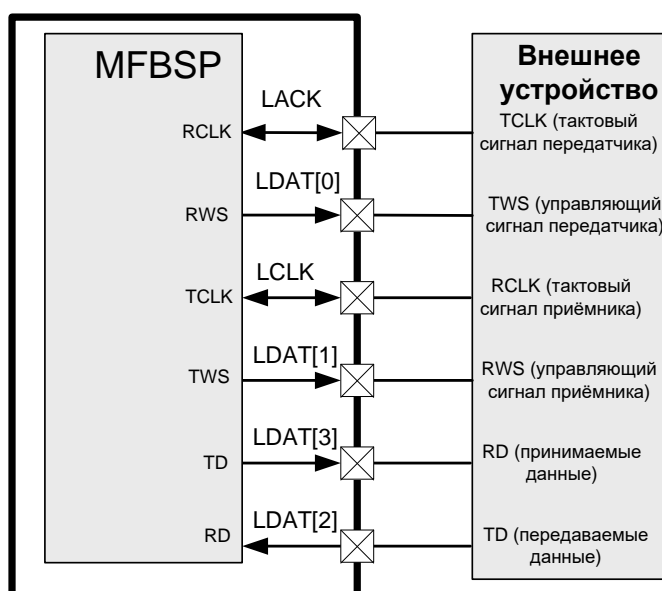 MFBSP
Внешнее
устройство
LACK
RCLK
TCLK (тактовый
сигнал передатчика)
LDAT[0]
RWS
TWS (управляющий
сигнал передатчика)
LCLK
TCLK
RCLK (тактовый
сигнал приёмника)
LDAT[1]
TWS
RWS (управляющий
сигнал приёмника)
LDAT[3]
TD
RD (принимаемые
данные)
LDAT[2]
RD
TD (передаваемые
данные)